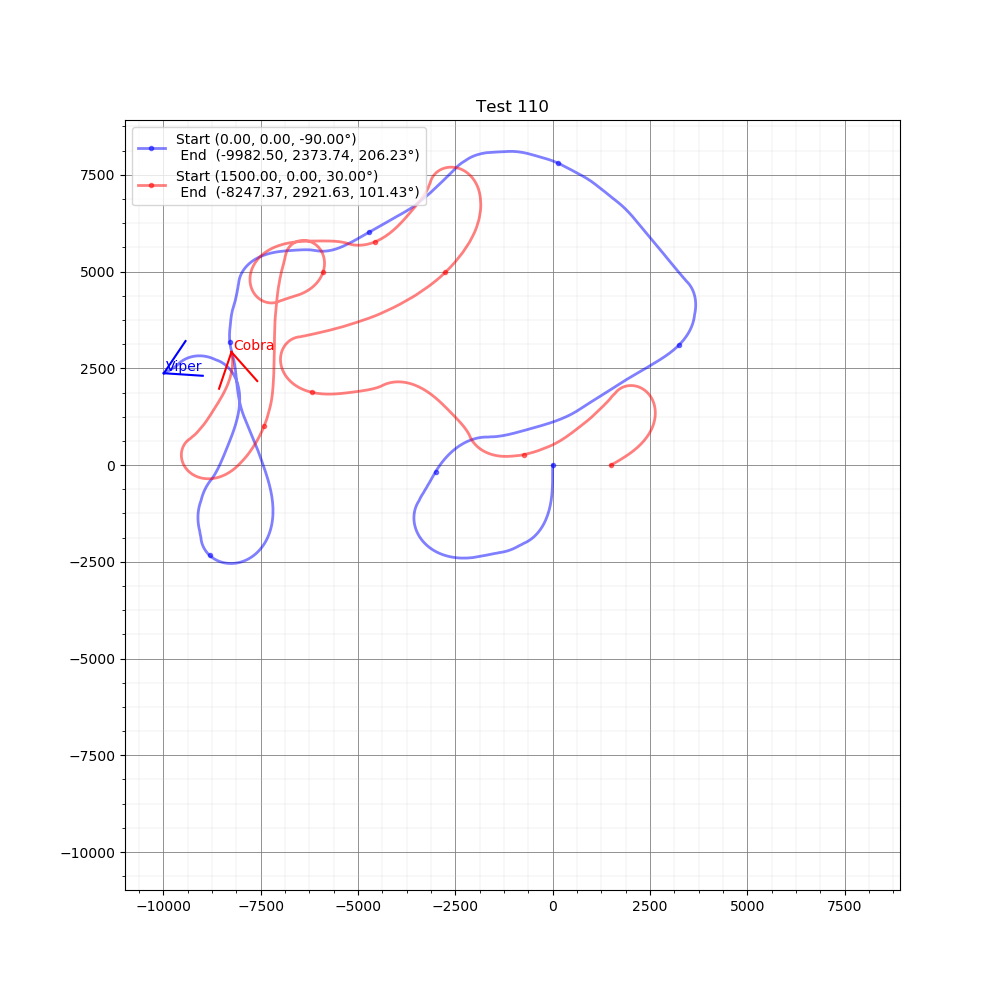 Test 110
Start (0.00, 0.00, -90.00°)
End (-9982.50, 2373.74, 206.23°)
Start (1500.00, 0.00, 30.00°)
End (-8247.37, 2921.63, 101.43°)
7500
5000
2500
0
−2500
−5000
−7500
−10000
Cobra
Viper
−10000
−7500
−5000
−2500
0
2500
5000
7500